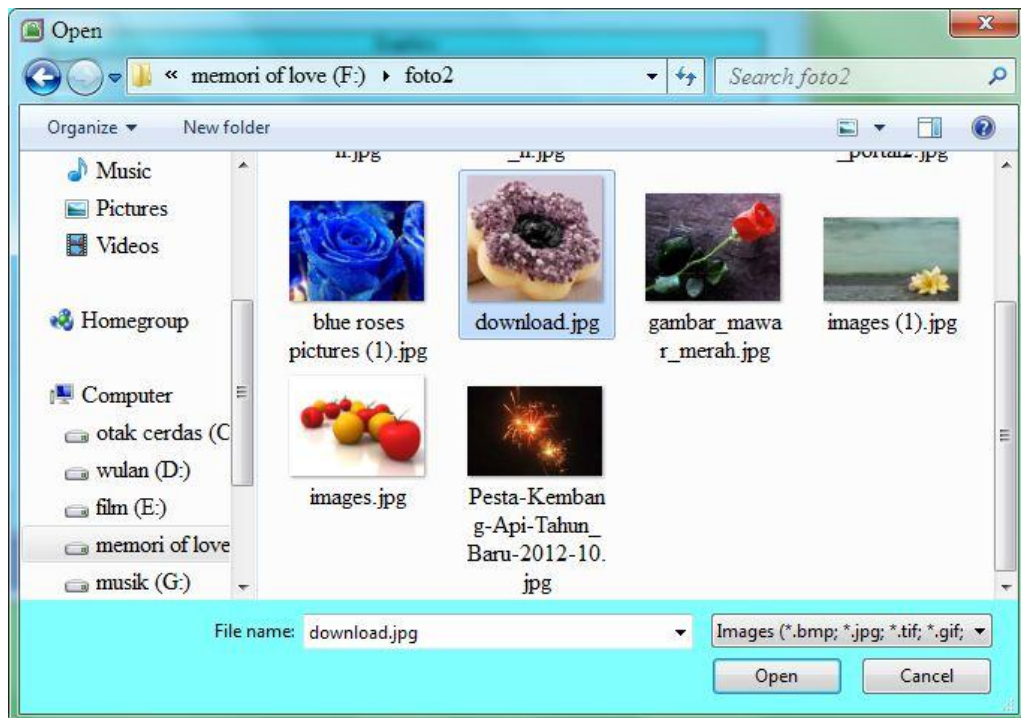 Open
« memori of love (F:) ▸ foto2
Search foto2
Organize
New folder
Music
Pictures
Videos
Homegroup
Computer
otak cerdas (C
wulan (D:)
film (E:)
memori of love
musik (G:)
_portal2.jpg
blue roses
pictures (1).jpg
download.jpg
gambar_mawa
r_merah.jpg
images (1).jpg
images.jpg
Pesta-Kemban
g-Api-Tahun_
Baru-2012-10.
jpg
File name:
download.jpg
Images (*.bmp; *.jpg; *.tif; *.gif;
Open
Cancel